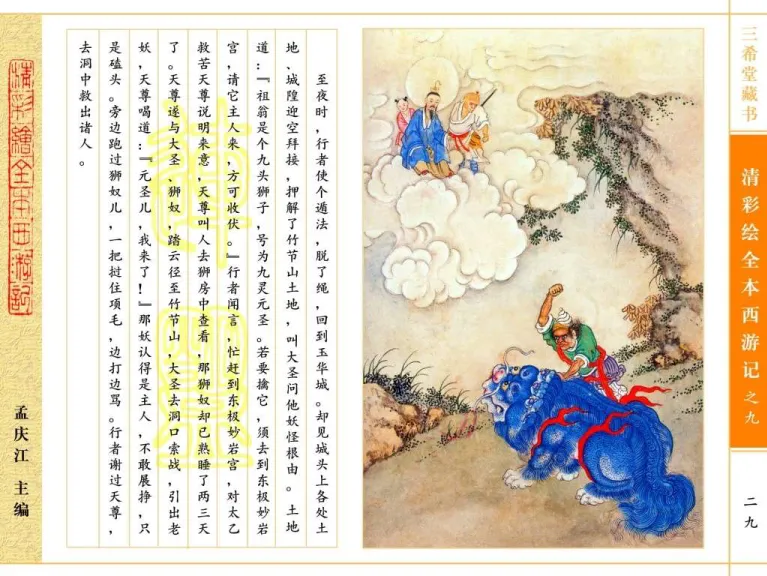 三希堂藏书
清彩绘全本西游记之九
二九
至夜时，行者使个遁法，脱了绳，回到玉华城。却见城头上各处土
地、城隍迎空拜接，押解了竹节山土地，叫大圣问他妖怪根由。土地
道：『祖翁是个九头狮子，号为九灵元圣。若要擒它，须去到东极妙岩
宫，请它主人来，方可收伏。』行者闻言，忙赶到东极妙岩宫，对太乙
救苦天尊说明来意，天尊叫人去狮房中查看，那狮奴却已熟睡了两三天
了。天尊遂与大圣、狮奴，踏云径至竹节山，大圣去洞口索战，引出老
妖，天尊喝道：『元圣儿，我来了！』那妖认得是主人，不敢展挣，只
是磕头。旁边跑过狮奴儿，一把挝住项毛，边打边骂。行者谢过天尊，
去洞中救出诸人。
清彩绘全本西游记
孟庆江 主编